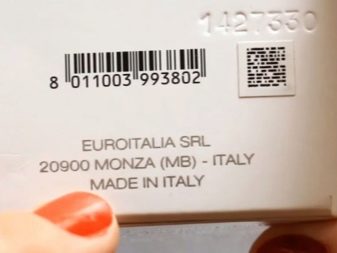 1427330
8 011003 993802
EUROITALIA SRL
20900 MONZA (MB) - ITALY
MADE IN ITALY